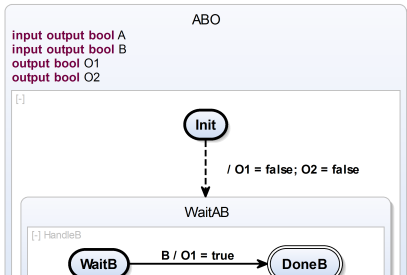 ABO
input output bool A
input output bool B
output bool O1
output bool O2
[-]
Init
/ O1 = false; O2 = false
WaitAB
[-] HandleB
WaitB
B / O1 = true
DoneB